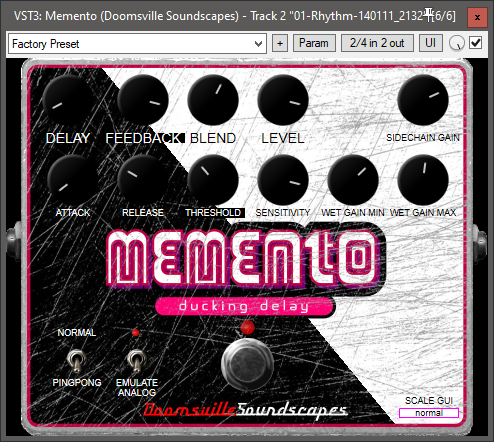 VST3: Memento (Doomsville Soundscapes) - Track 2 "01-Rhythm-140111_2132" [6/6] x
Factory Preset + Param 2/4 in 2 out UI
DELAY FEEDBACK BLEND LEVEL SIDECHAIN GAIN
ATTACK RELEASE THRESHOLD SENSITIVITY WET GAIN MIN WET GAIN MAX
MEMENTO
ducking delay
NORMAL
PINGPONG
EMULATE
ANALOG
DoomsvilleSoundscapes
SCALE GUI
normal